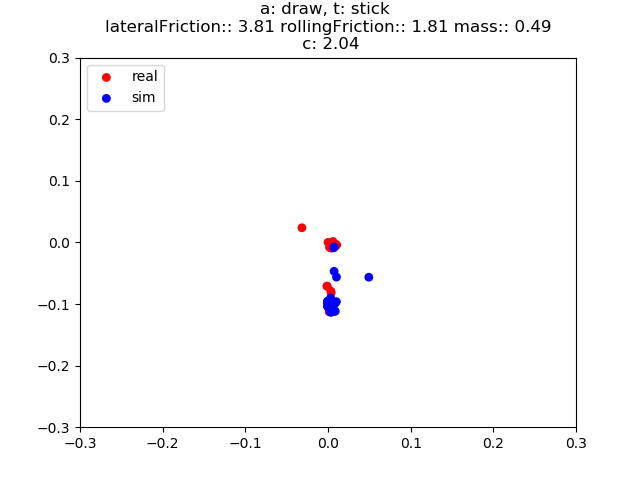 a: draw, t: stick
lateralFriction:: 3.81 rollingFriction:: 1.81 mass:: 0.49
c: 2.04
real
sim
0.3
0.2
0.1
0.0
−0.1
−0.2
−0.3
−0.3 −0.2 −0.1 0.0 0.1 0.2 0.3